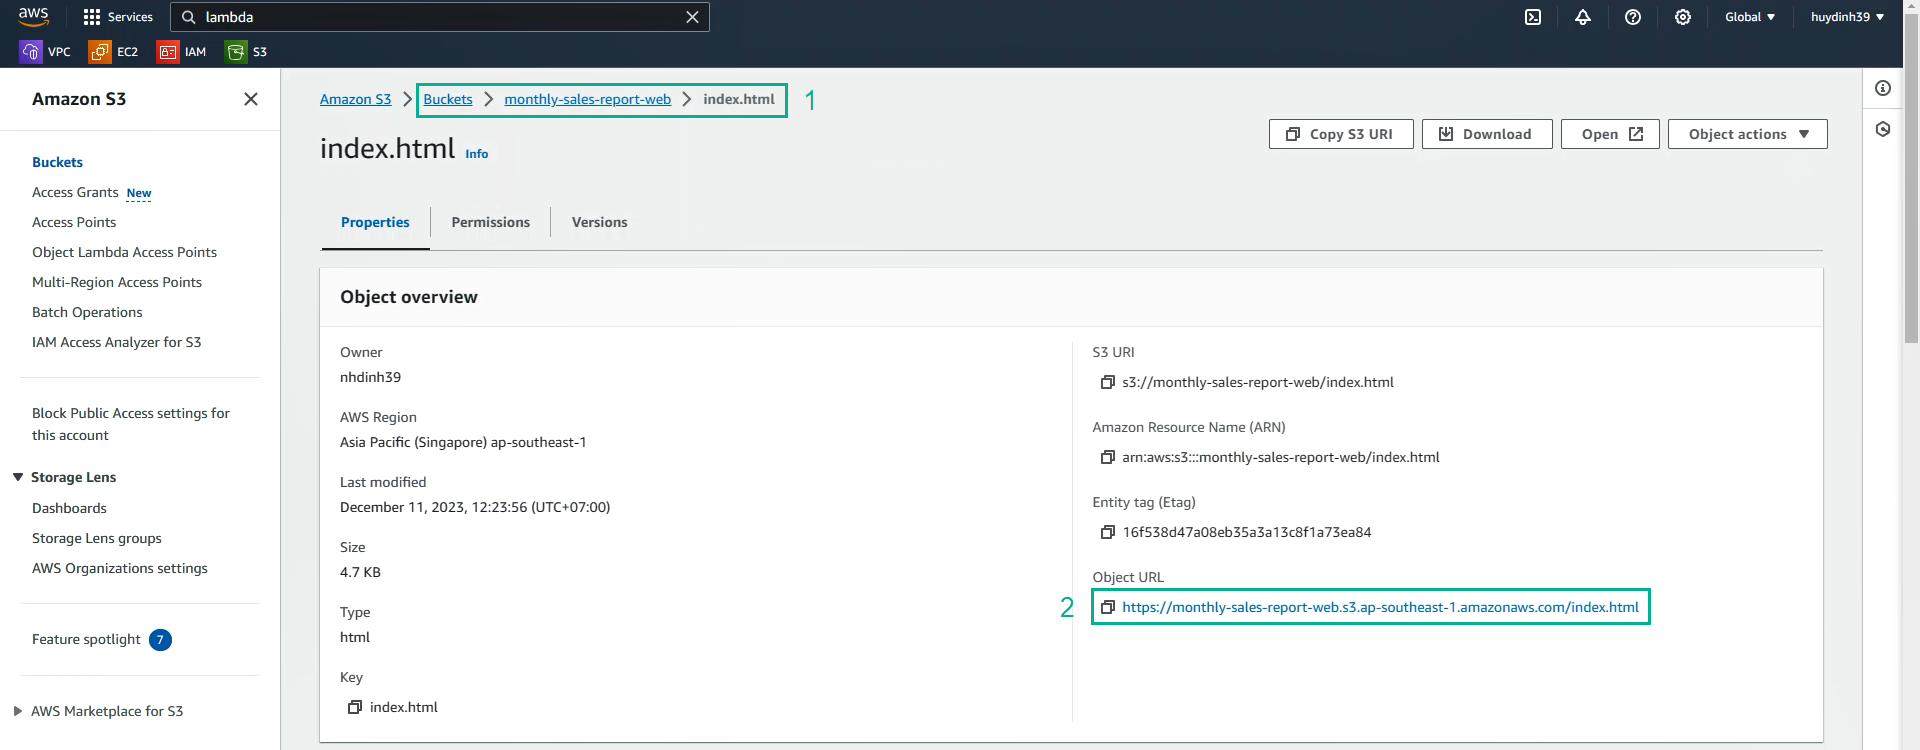 aws Services lambda Global huydinh39
VPC EC2 IAM S3
Amazon S3
Buckets
Access Grants New
Access Points
Object Lambda Access Points
Multi-Region Access Points
Batch Operations
IAM Access Analyzer for S3
Block Public Access settings for
this account
Storage Lens
Dashboards
Storage Lens groups
AWS Organizations settings
Feature spotlight 7
AWS Marketplace for S3
Amazon S3 Buckets monthly-sales-report-web index.html 1
index.html Info
Copy S3 URI Download Open Object actions
Properties Permissions Versions
Object overview
Owner
nhdinh39
AWS Region
Asia Pacific (Singapore) ap-southeast-1
Last modified
December 11, 2023, 12:23:56 (UTC+07:00)
Size
4.7 KB
Type
html
Key
index.html
S3 URI
s3://monthly-sales-report-web/index.html
Amazon Resource Name (ARN)
arn:aws:s3:::monthly-sales-report-web/index.html
Entity tag (Etag)
16f538d47a08eb35a3a13c8f1a73ea84
Object URL
2 https://monthly-sales-report-web.s3.ap-southeast-1.amazonaws.com/index.html